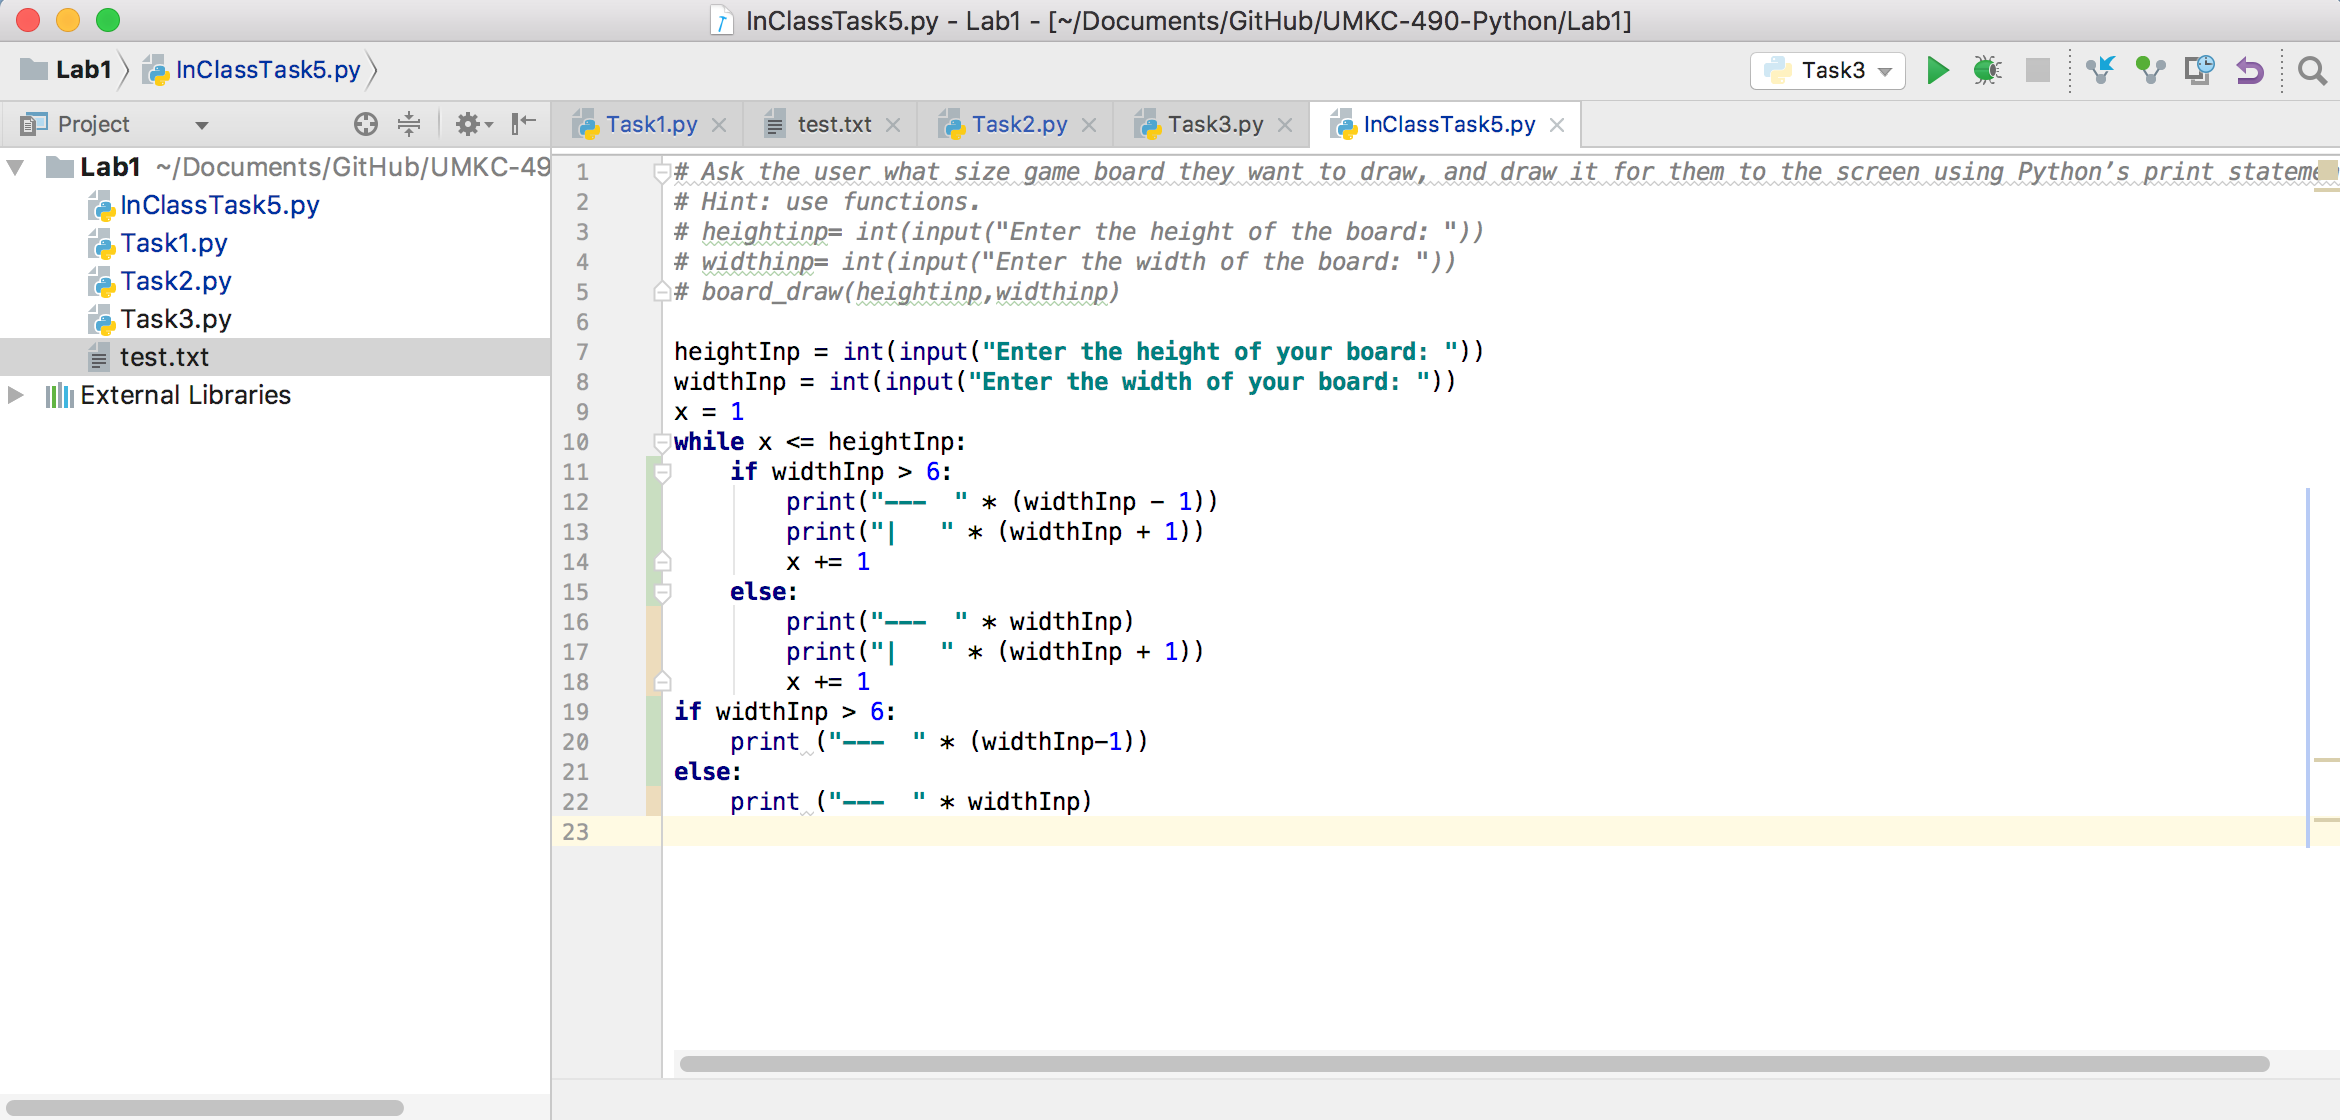 InClassTask5.py - Lab1 - [~/Documents/GitHub/UMKC-490-Python/Lab1]
Lab1 InClassTask5.py Task3
Project Task1.py test.txt Task2.py Task3.py InClassTask5.py
Lab1 ~/Documents/GitHub/UMKC-49
InClassTask5.py
Task1.py
Task2.py
Task3.py
test.txt
External Libraries
1 # Ask the user what size game board they want to draw, and draw it for them to the screen using Python’s print stateme
2 # Hint: use functions.
3 # heightinp= int(input("Enter the height of the board: "))
4 # widthinp= int(input("Enter the width of the board: "))
5 # board_draw(heightinp,widthinp)
6
7 heightInp = int(input("Enter the height of your board: "))
8 widthInp = int(input("Enter the width of your board: "))
9 x = 1
10 while x <= heightInp:
11     if widthInp > 6:
12         print("---  " * (widthInp - 1))
13         print("|   " * (widthInp + 1))
14         x += 1
15     else:
16         print("---  " * widthInp)
17         print("|   " * (widthInp + 1))
18         x += 1
19 if widthInp > 6:
20     print ("---  " * (widthInp-1))
21 else:
22     print ("---  " * widthInp)
23